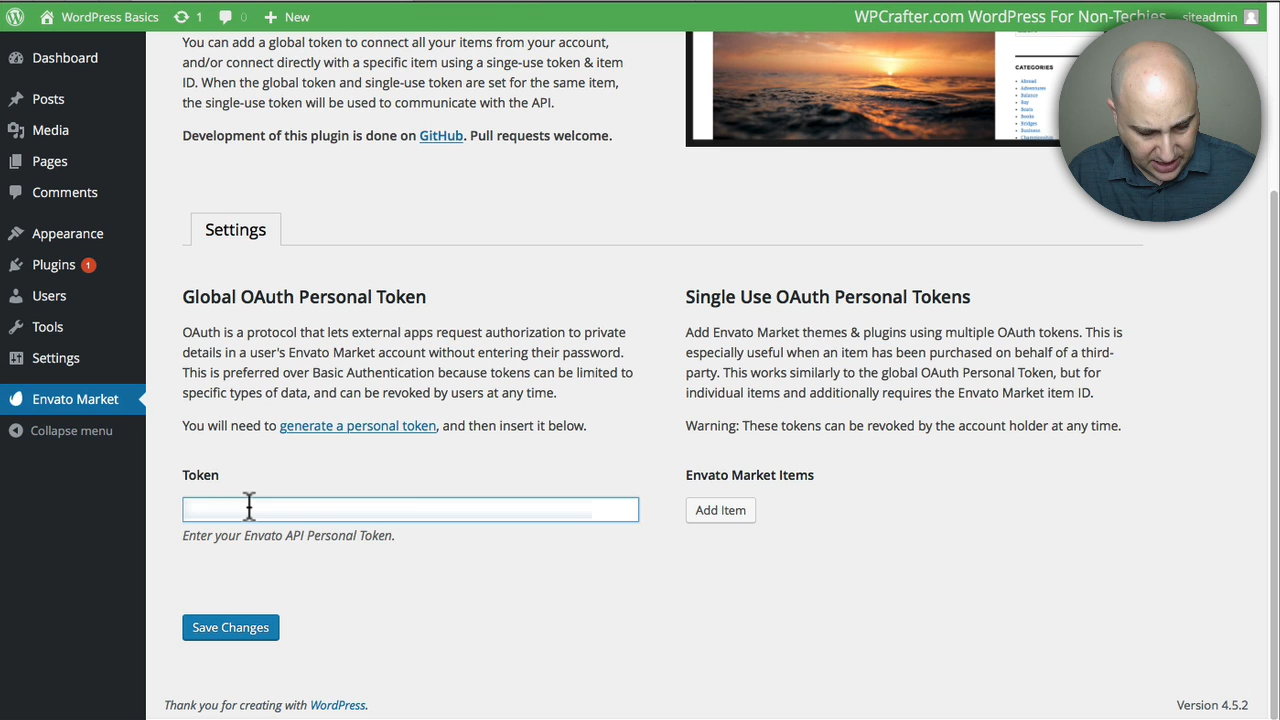 WordPress Basics 1 0 New
WPCrafter.com WordPress For Non-Techies siteadmin
Dashboard
Posts
Media
Pages
Comments
Appearance
Plugins 1
Users
Tools
Settings
Envato Market
Collapse menu
You can add a global token to connect all your items from your account,
and/or connect directly with a specific item using a singe-use token & item
ID. When the global token and single-use token are set for the same item,
the single-use token will be used to communicate with the API.
Development of this plugin is done on GitHub. Pull requests welcome.
CATEGORIES
Settings
Global OAuth Personal Token
OAuth is a protocol that lets external apps request authorization to private
details in a user's Envato Market account without entering their password.
This is preferred over Basic Authentication because tokens can be limited to
specific types of data, and can be revoked by users at any time.
You will need to generate a personal token, and then insert it below.
Token
Enter your Envato API Personal Token.
Save Changes
Single Use OAuth Personal Tokens
Add Envato Market themes & plugins using multiple OAuth tokens. This is
especially useful when an item has been purchased on behalf of a third-
party. This works similarly to the global OAuth Personal Token, but for
individual items and additionally requires the Envato Market item ID.
Warning: These tokens can be revoked by the account holder at any time.
Envato Market Items
Add Item
Thank you for creating with WordPress.
Version 4.5.2